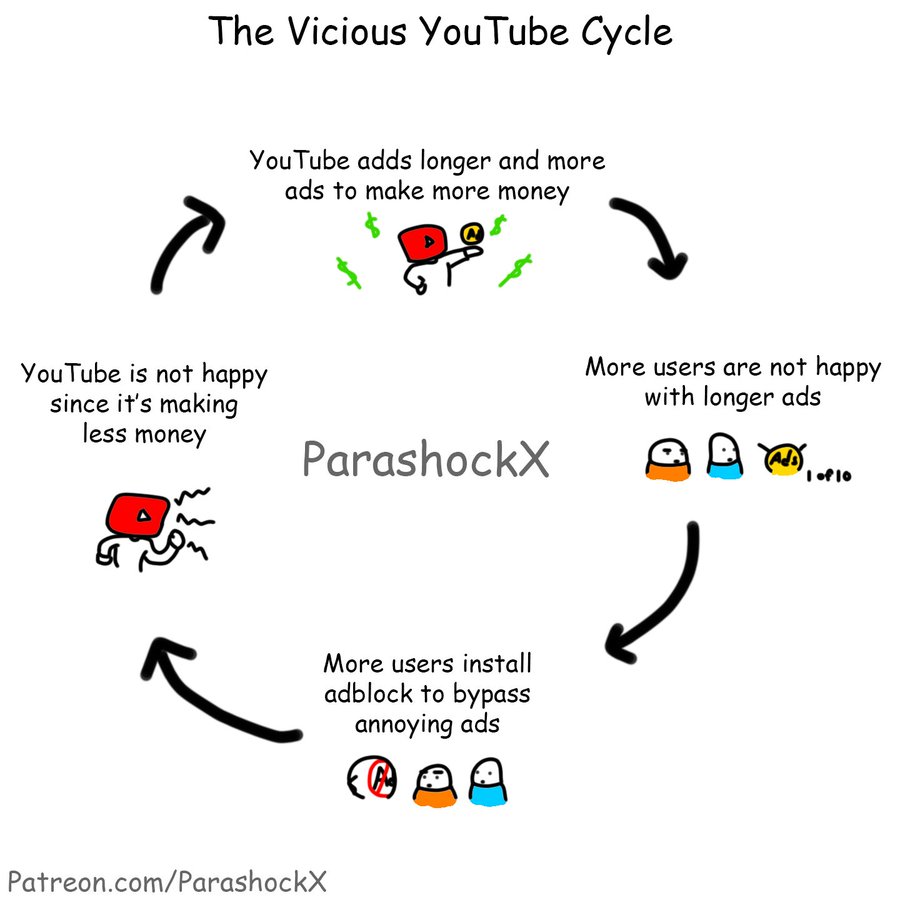 The Vicious YouTube Cycle
YouTube adds longer and more
ads to make more money
$
$
$
$
Ad
More users are not happy
with longer ads
Ads
1 of 10
More users install
adblock to bypass
annoying ads
Ad
YouTube is not happy
since it's making
less money
ParashockX
Patreon.com/ParashockX